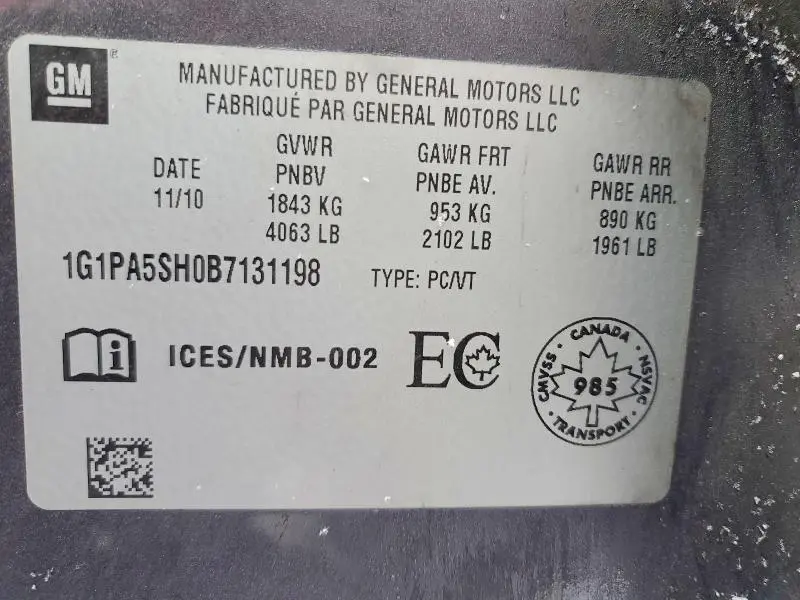 GM ®
MANUFACTURED BY GENERAL MOTORS LLC
FABRIQUÉ PAR GENERAL MOTORS LLC
DATE
11/10
GVWR
PNBV
1843 KG
4063 LB
GAWR FRT
PNBE AV.
953 KG
2102 LB
GAWR RR
PNBE ARR.
890 KG
1961 LB
1G1PA5SH0B7131198 TYPE: PC/VT
i
ICES/NMB-002
EC
CANADA
CMVSS · NSVAC
985
TRANSPORT